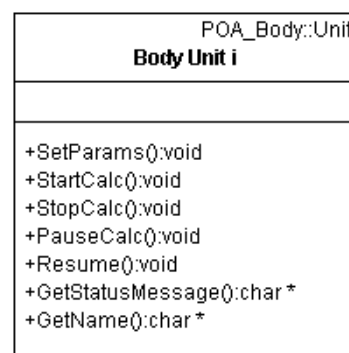 POA_Body::Unit
Body Unit i
+SetParams():void
+StartCalc():void
+StopCalc():void
+PauseCalc():void
+Resume():void
+GetStatusMessage():char *
+GetName():char *